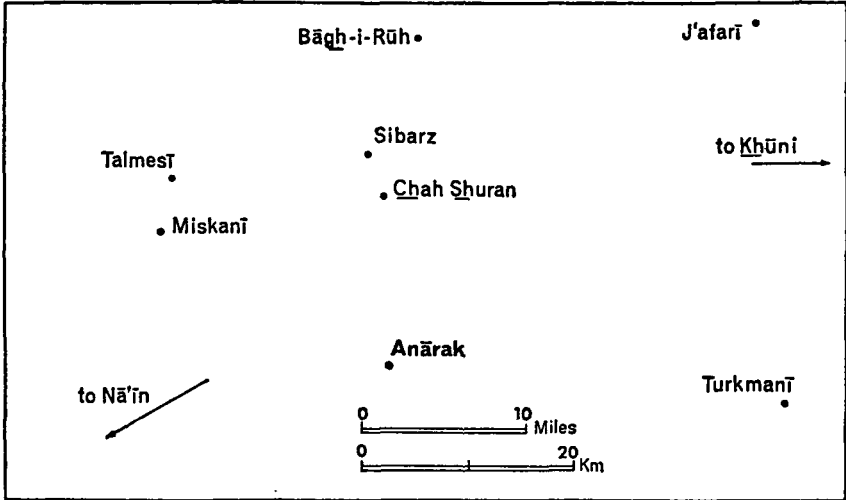 Bāgh-i-Rūh
J'afarī
Sibarz
to Khūni
Talmesī
Chah Shuran
Miskanī
Anārak
to Nā'īn
Turkmanī
0 10
Miles
0 20
Km